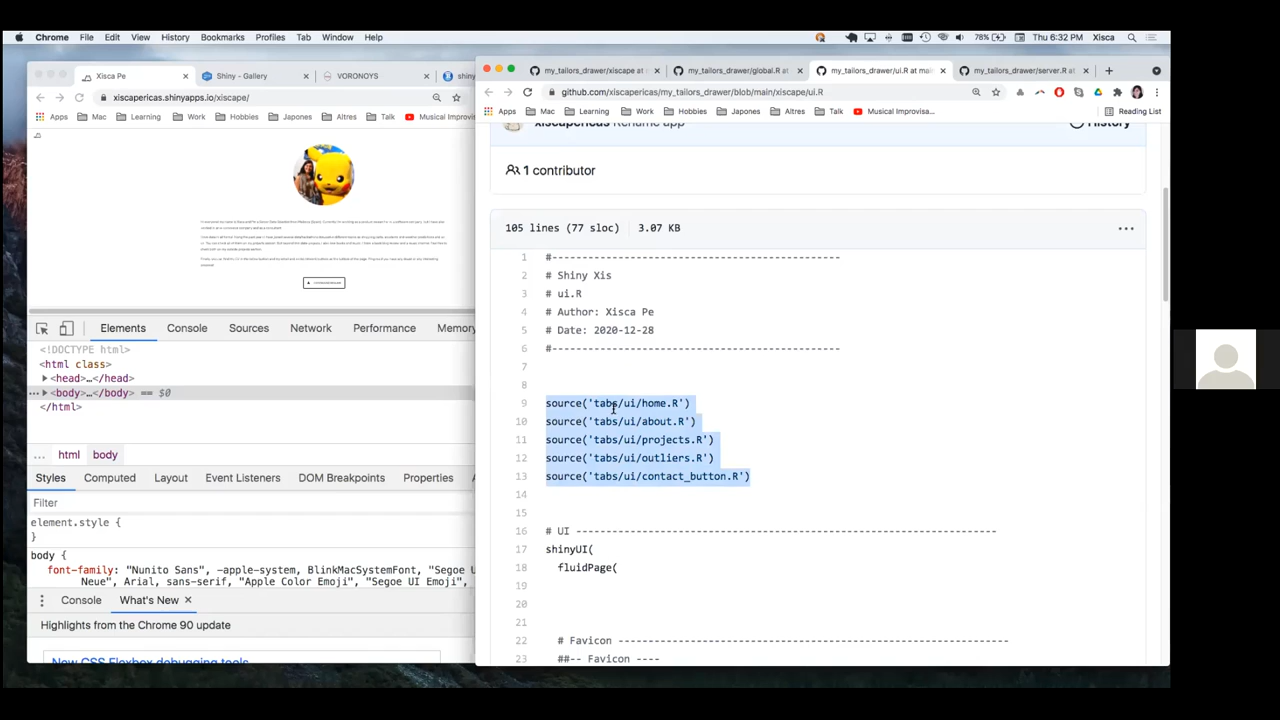 Chrome File Edit View History Bookmarks Profiles Tab Window Help 78% Thu 6:32 PM Xisca
Xisca Pe × Shiny - Gallery × VORONOYS × shiny
xiscapericas.shinyapps.io/xiscape/
Apps Mac Learning Work Hobbies Japones Altres Talk Musical Improvisa
Elements Console Sources Network Performance Memory
<!DOCTYPE html>
<html class>
<head>…</head>
… <body>…</body> == $0
</html>
… html body
Styles Computed Layout Event Listeners DOM Breakpoints Properties
Filter
element.style {
}
body {
font-family: "Nunito Sans", -apple-system, BlinkMacSystemFont, "Segoe U
Neue", Arial, sans-serif, "Apple Color Emoji", "Segoe UI Emoji",
Console What's New ×
Highlights from the Chrome 90 update
New CSS Flexbox debugging tools
my_tailors_drawer/xiscape at × my_tailors_drawer/global.R at × my_tailors_drawer/ui.R at main × my_tailors_drawer/server.R at ×
github.com/xiscapericas/my_tailors_drawer/blob/main/xiscape/ui.R
Apps Mac Learning Work Hobbies Japones Altres Talk Musical Improvisa... Reading List
xiscapericas Rename app History
1 contributor
105 lines (77 sloc) 3.07 KB
1 #----------------------------------------------
2 # Shiny Xis
3 # ui.R
4 # Author: Xisca Pe
5 # Date: 2020-12-28
6 #----------------------------------------------
7
8
9 source('tabs/ui/home.R')
10 source('tabs/ui/about.R')
11 source('tabs/ui/projects.R')
12 source('tabs/ui/outliers.R')
13 source('tabs/ui/contact_button.R')
14
15
16 # UI ----------------------------------------------------------------------
17 shinyUI(
18 fluidPage(
19
20
21
22 # Favicon -----------------------------------------------------------------
23 ##-- Favicon ----